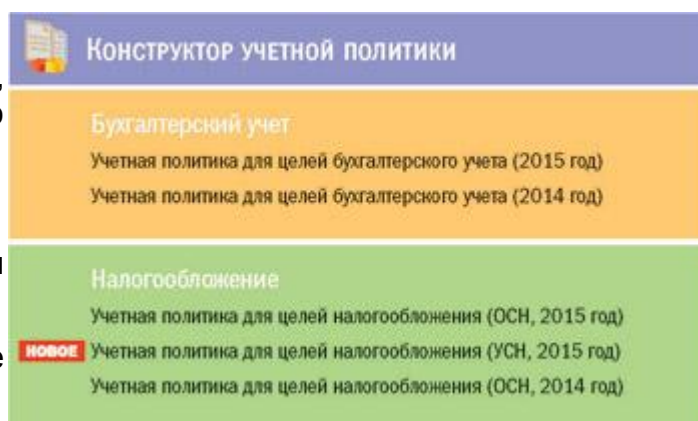 Конструктор учетной политики
Бухгалтерский учет
Учетная политика для целей бухгалтерского учета (2015 год)
Учетная политика для целей бухгалтерского учета (2014 год)
Налогообложение
Учетная политика для целей налогообложения (ОСН, 2015 год)
НОВОЕ Учетная политика для целей налогообложения (УСН, 2015 год)
Учетная политика для целей налогообложения (ОСН, 2014 год)